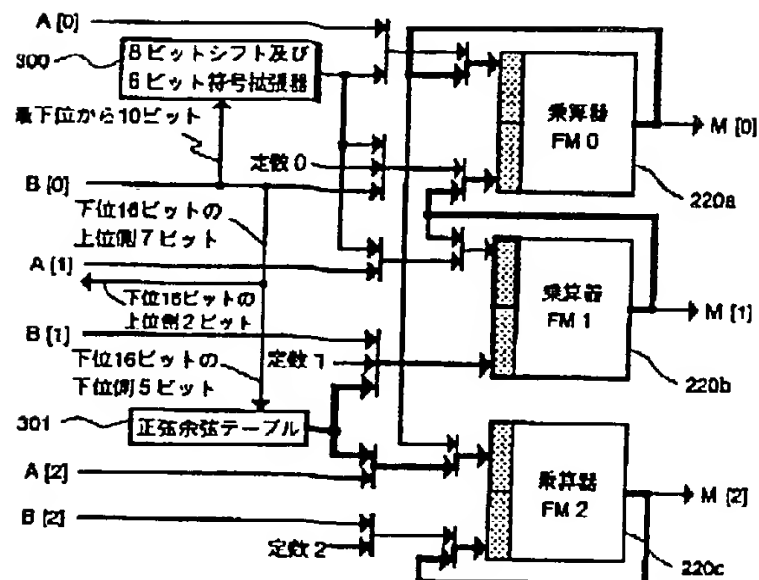 A [0]
300
8ビットシフト及び
6ビット符号拡張器
最下位から10ビット
定数0
B [0]
下位16ビットの
上位側7ビット
A [1]
下位16ビットの
上位側2ビット
B [1]
下位16ビットの
下位側5ビット
定数1
301
正弦余弦テーブル
A [2]
B [2]
定数2
乗算器
FM 0
M [0]
220a
乗算器
FM 1
M [1]
220b
乗算器
FM 2
M [2]
220c